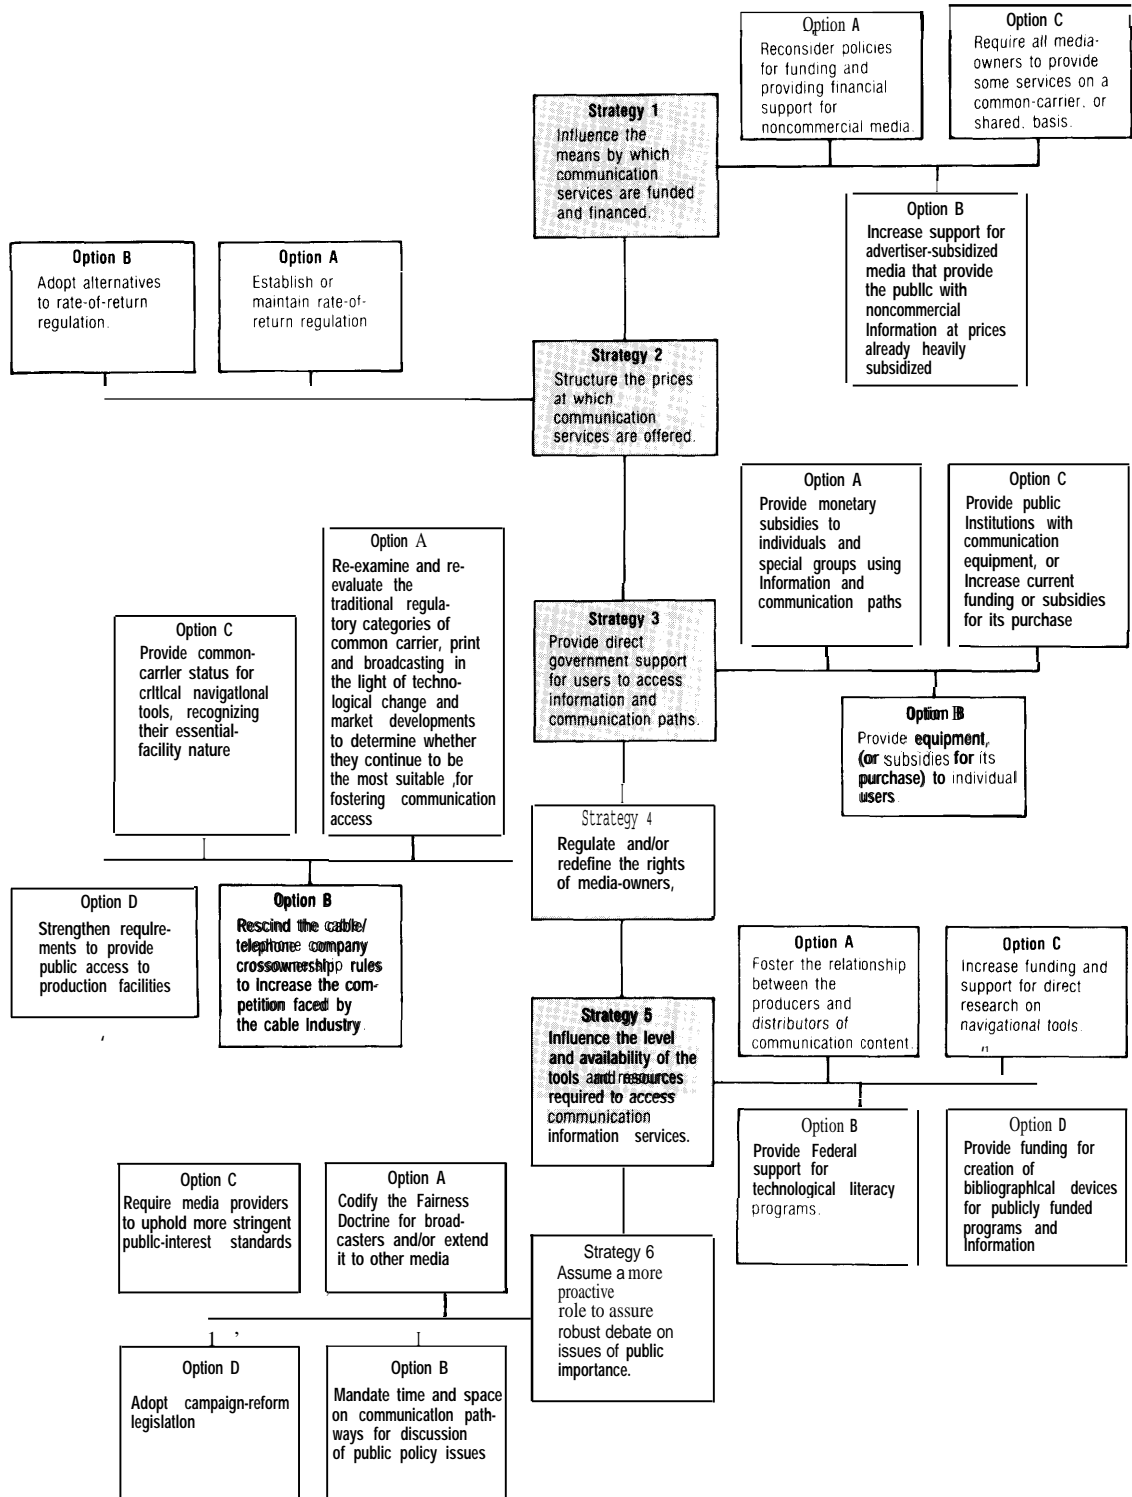 Option A
Reconsider policies
for funding and
providing financial
support for
noncommercial media.
Option C
Require all media-
owners to provide
some services on a
common-carrier, or
shared, basis.
Strategy 1
Influence the
means by which
communication
services are funded
and financed.
Option B
Increase support for
advertiser-subsidized
media that provide
the public with
noncommercial
Information at prices
already heavily
subsidized
Option B
Adopt alternatives
to rate-of-return
regulation.
Option A
Establish or
maintain rate-of-
return regulation
Strategy 2
Structure the prices
at which
communication
services are offered.
Option A
Provide monetary
subsidies to
individuals and
special groups using
Information and
communication paths
Option C
Provide public
Institutions with
communication
equipment, or
Increase current
funding or subsidies
for its purchase
Strategy 3
Provide direct
government support
for users to access
information and
communication paths.
Option B
Provide equipment,
(or subsidies for its
purchase) to individual
users.
Option C
Provide common-
carrier status for
critical navigational
tools, recognizing
their essential-
facility nature
Option A
Re-examine and re-
evaluate the
traditional regula-
tory categories of
common carrier, print
and broadcasting in
the light of techno-
logical change and
market developments
to determine whether
they continue to be
the most suitable ,for
fostering communication
access
Strategy 4
Regulate and/or
redefine the rights
of media-owners,
Option D
Strengthen require-
ments to provide
public access to
production facilities
Option B
Rescind the cable/
telephone company
crossownership rules
to Increase the com-
petition faced by
the cable Industry.
Option A
Foster the relationship
between the
producers and
distributors of
communication content.
Option C
Increase funding and
support for direct
research on
navigational tools.
Strategy 5
Influence the level
and availability of the
tools and resources
required to access
communication
information services.
Option B
Provide Federal
support for
technological literacy
programs.
Option D
Provide funding for
creation of
bibliographical devices
for publicly funded
programs and
Information
Option C
Require media providers
to uphold more stringent
public-interest standards
Option A
Codify the Fairness
Doctrine for broad-
casters and/or extend
it to other media
Strategy 6
Assume a more
proactive
role to assure
robust debate on
issues of public
importance.
Option D
Adopt campaign-reform
legislation
Option B
Mandate time and space
on communication path-
ways for discussion
of public policy issues